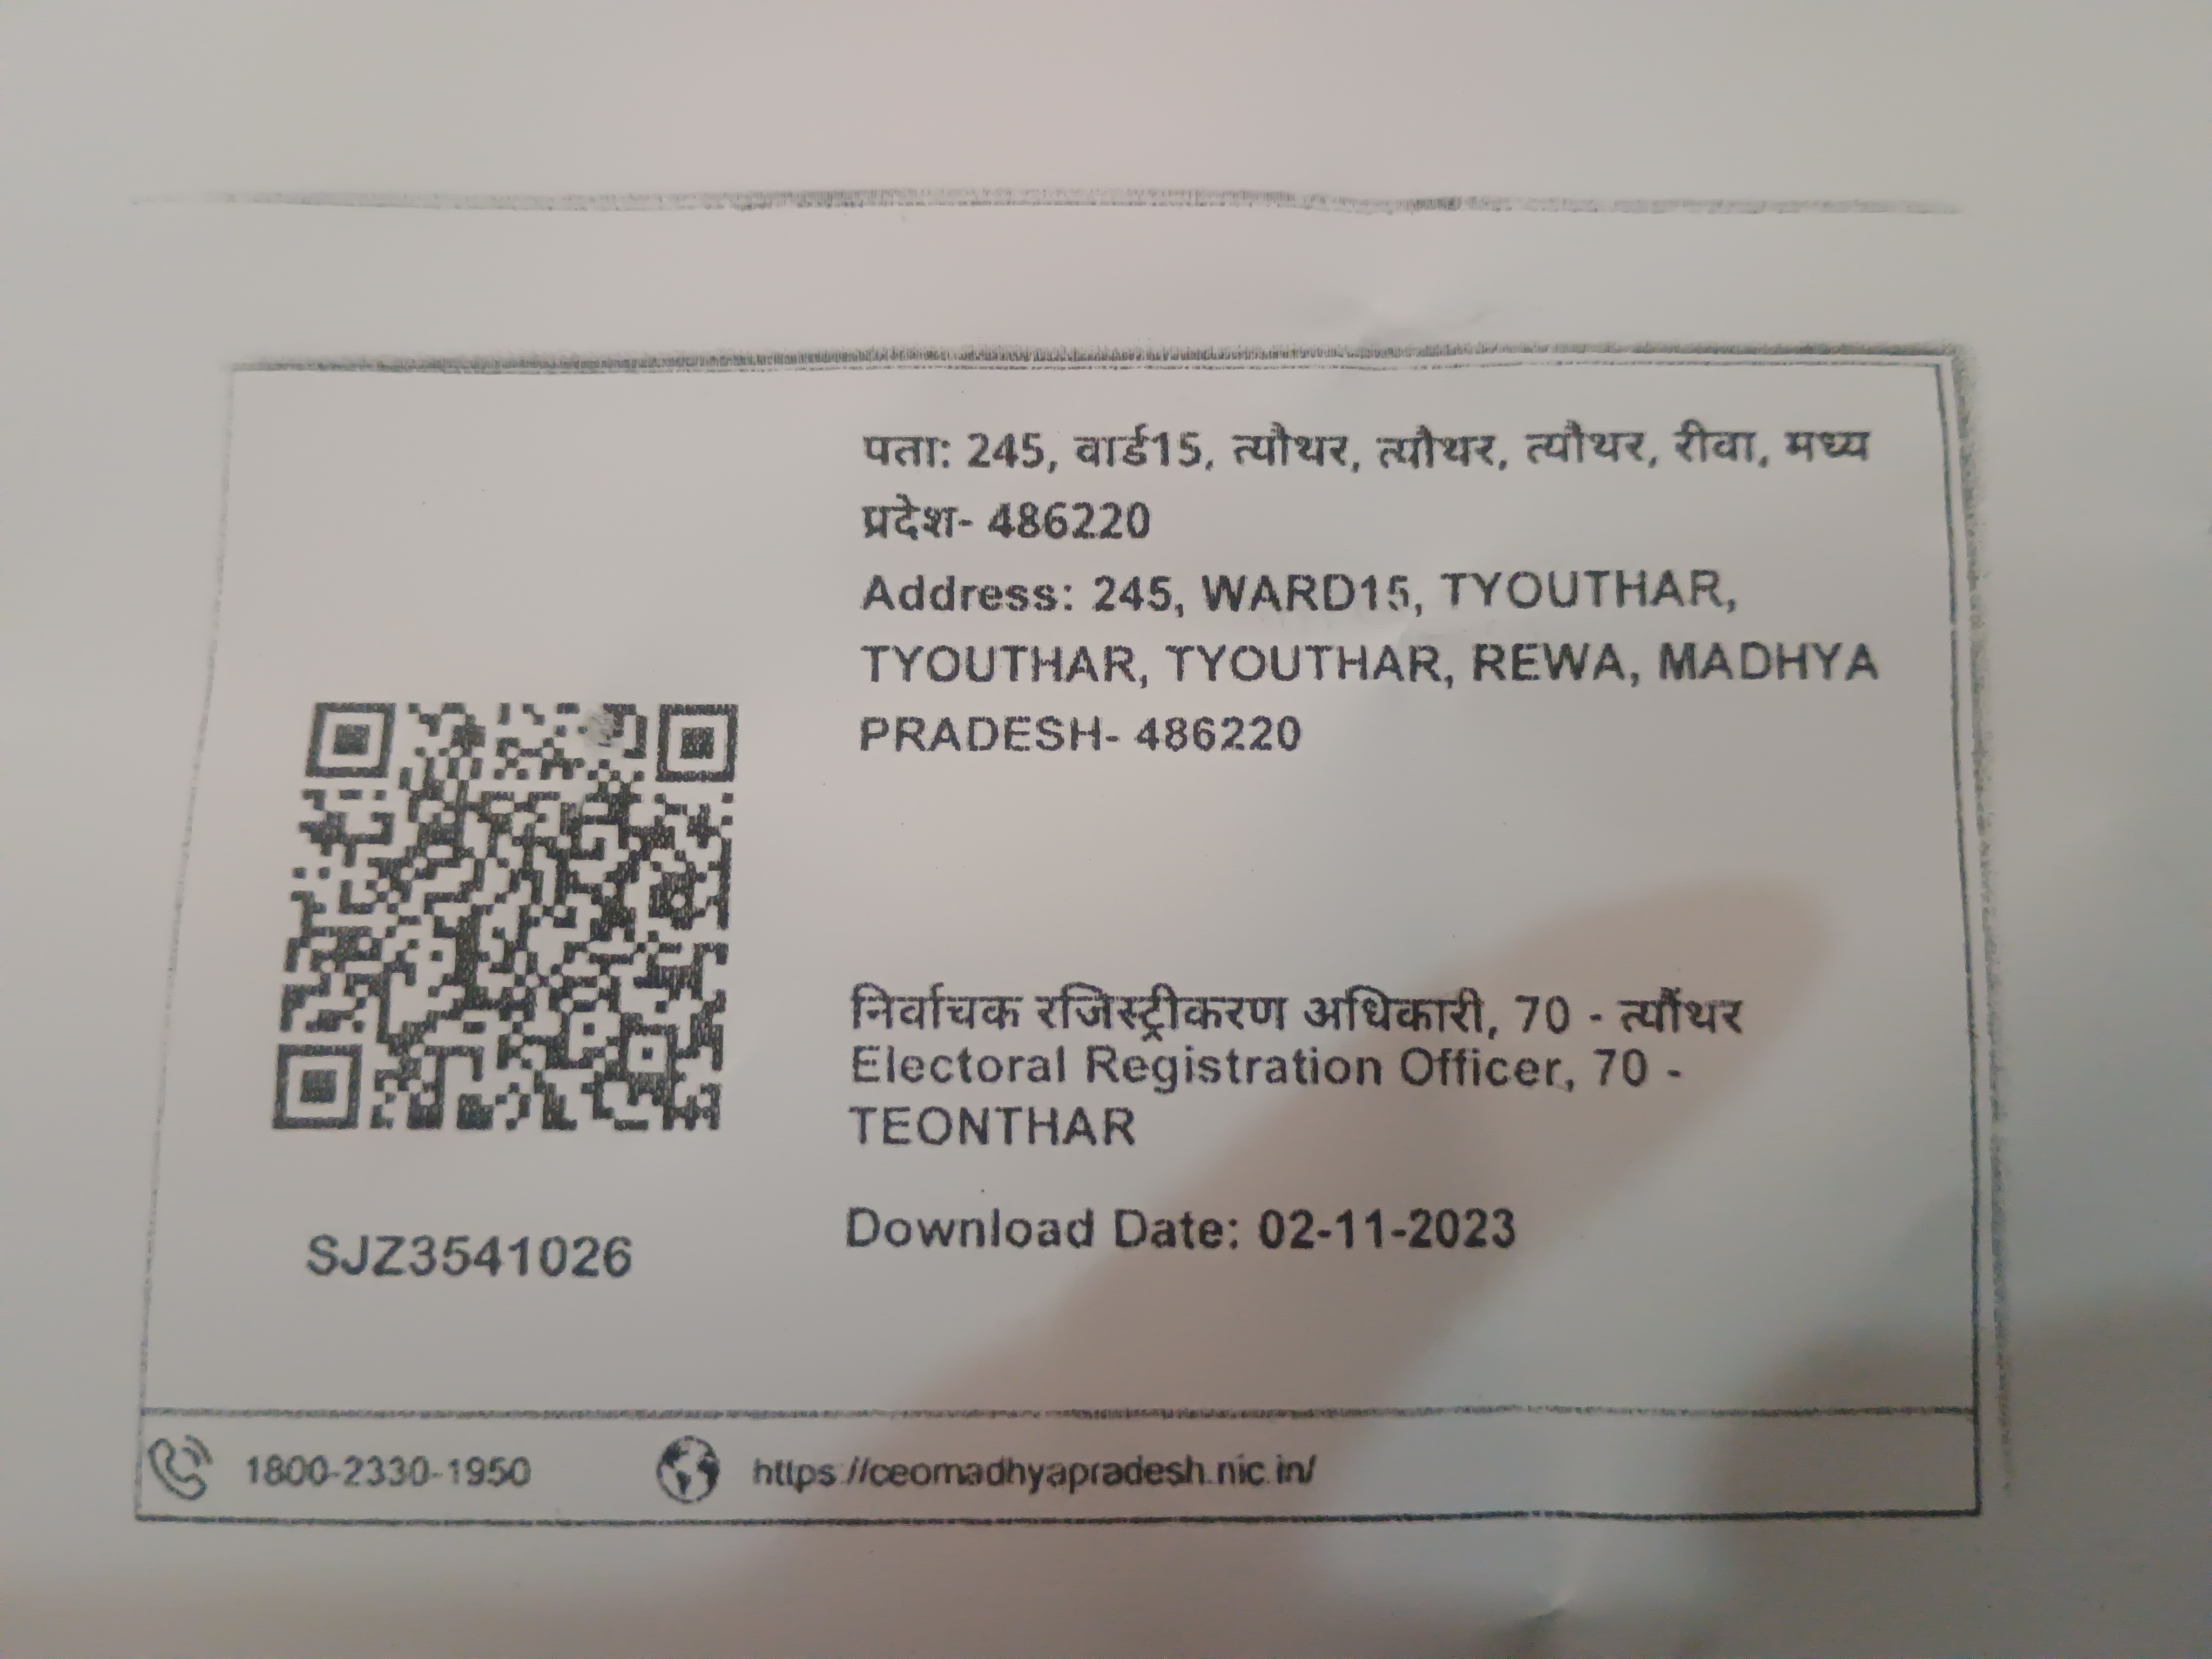 पता: 245, वार्ड15, त्यौथर, त्यौथर, त्यौथर, रीवा, मध्य
प्रदेश- 486220
Address: 245, WARD15, TYOUTHAR,
TYOUTHAR, TYOUTHAR, REWA, MADHYA
PRADESH- 486220
निर्वाचक रजिस्ट्रीकरण अधिकारी, 70 - त्यौंथर
Electoral Registration Officer, 70 -
TEONTHAR
Download Date: 02-11-2023
SJZ3541026
1800-2330-1950
https://ceomadhyapradesh.nic.in/